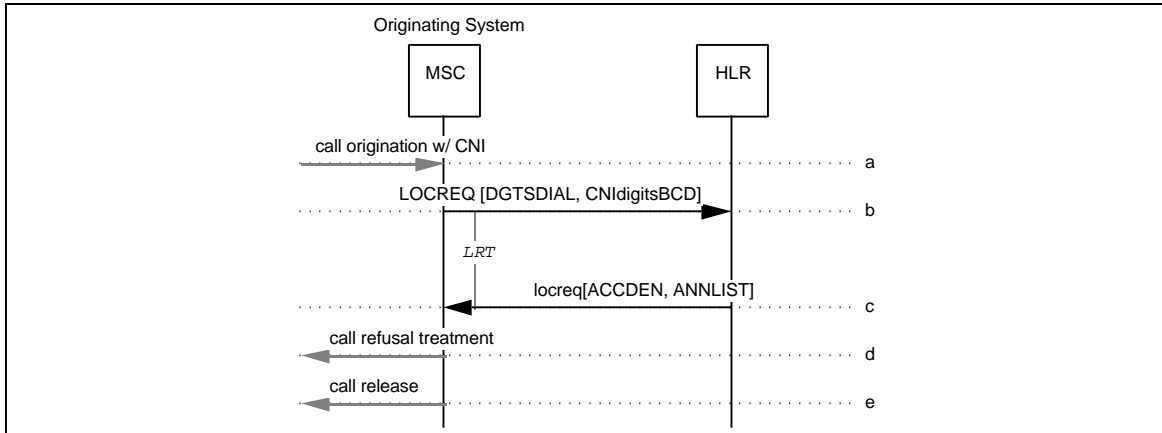 Originating System
MSC
HLR
call origination w/ CNI
a
LOCREQ [DGTSDIAL, CNIdigitsBCD]
b
LRT
locreq[ACCDEN, ANNLIST]
c
call refusal treatment
d
call release
e